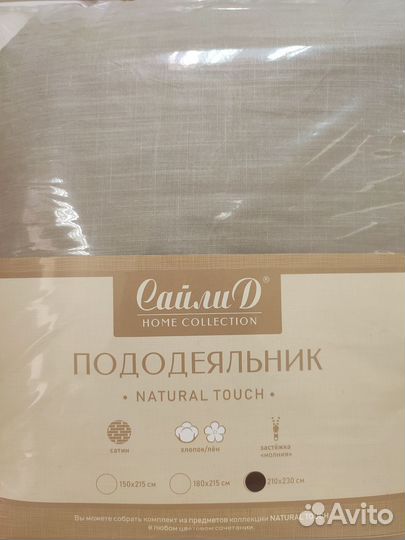 СайлиД®
HOME COLLECTION
ПОДОДЕЯЛЬНИК
• NATURAL TOUCH •
сатин
хлопок/лён
застёжка
«молния»
150x215 см
180x215 см
210x230 см
Вы можете собрать комплект из предметов коллекции NATURAL TOUCH
в любом цветовом сочетании.
Avito